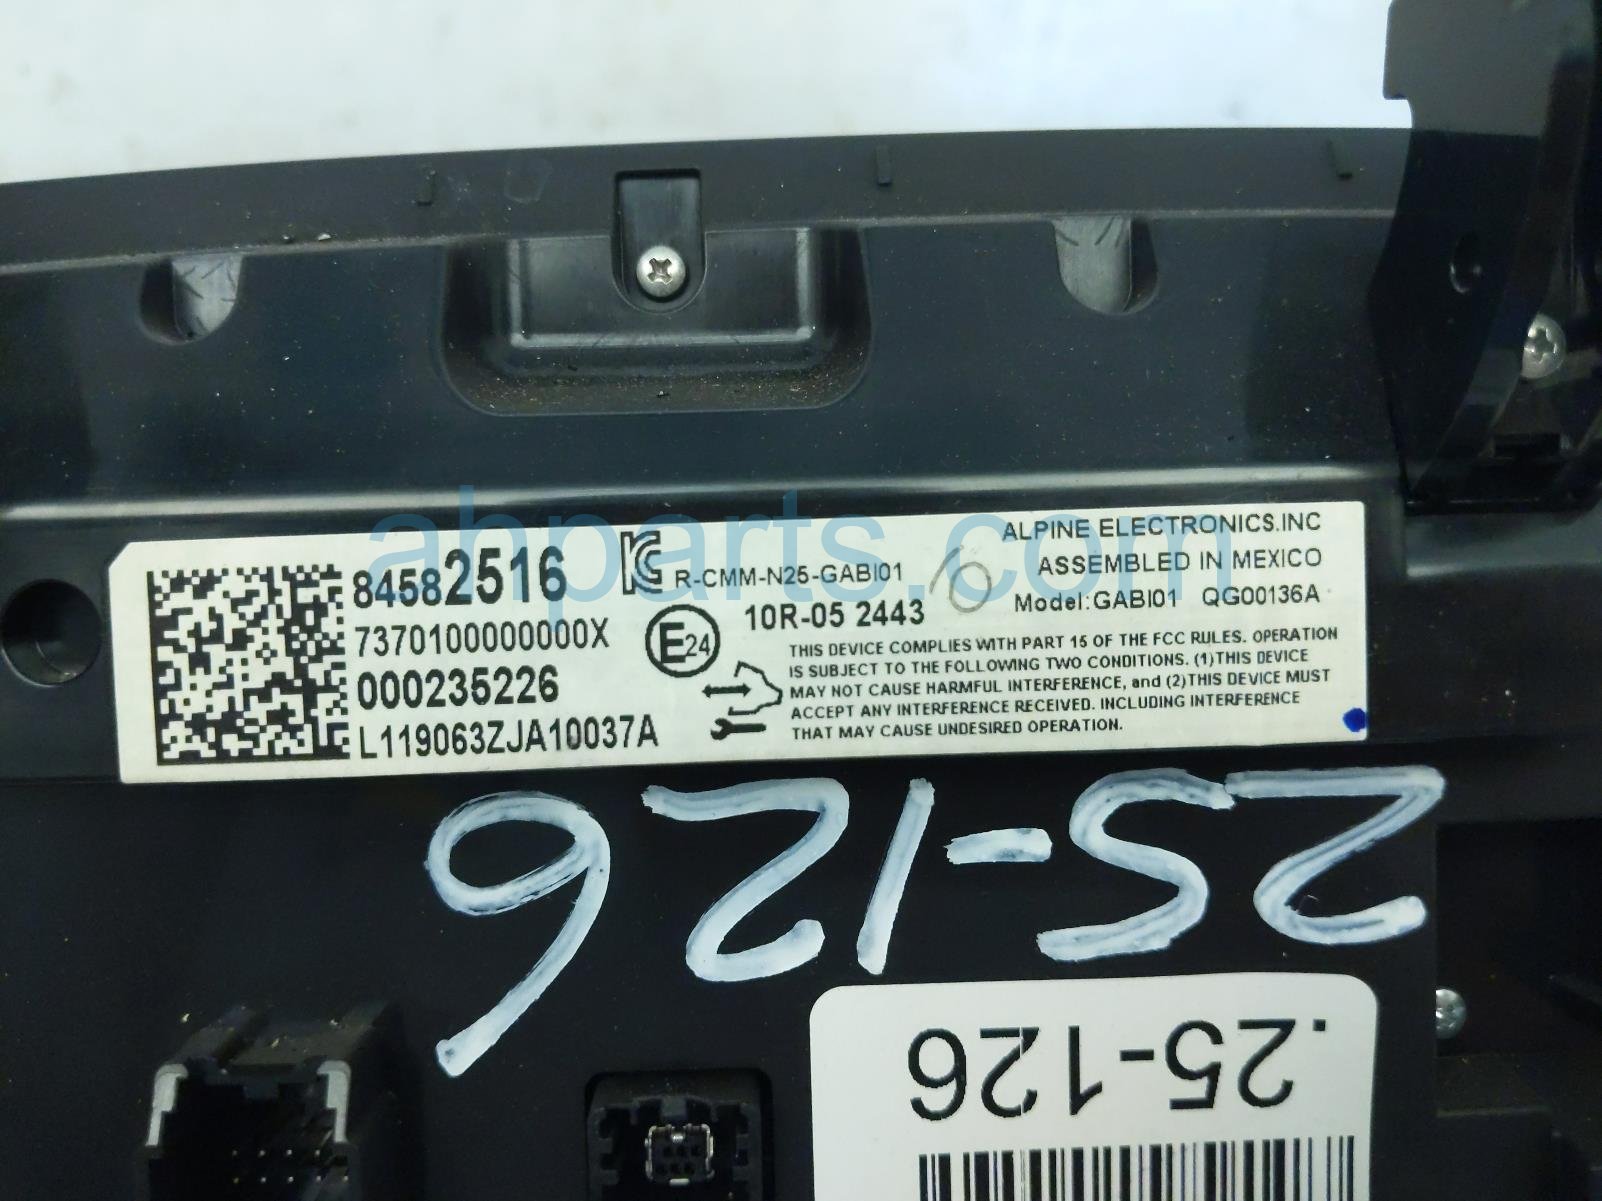 ahparts.com
84582516
7370100000000X
000235226
L119063ZJA10037A
R-CMM-N25-GABI01
E24
10R-05 2443
10
ALPINE ELECTRONICS.INC
ASSEMBLED IN MEXICO
Model:GABI01 QG00136A
THIS DEVICE COMPLIES WITH PART 15 OF THE FCC RULES. OPERATION
IS SUBJECT TO THE FOLLOWING TWO CONDITIONS. (1)THIS DEVICE
MAY NOT CAUSE HARMFUL INTERFERENCE, and (2)THIS DEVICE MUST
ACCEPT ANY INTERFERENCE RECEIVED. INCLUDING INTERFERENCE
THAT MAY CAUSE UNDESIRED OPERATION.
25-126
.25-126